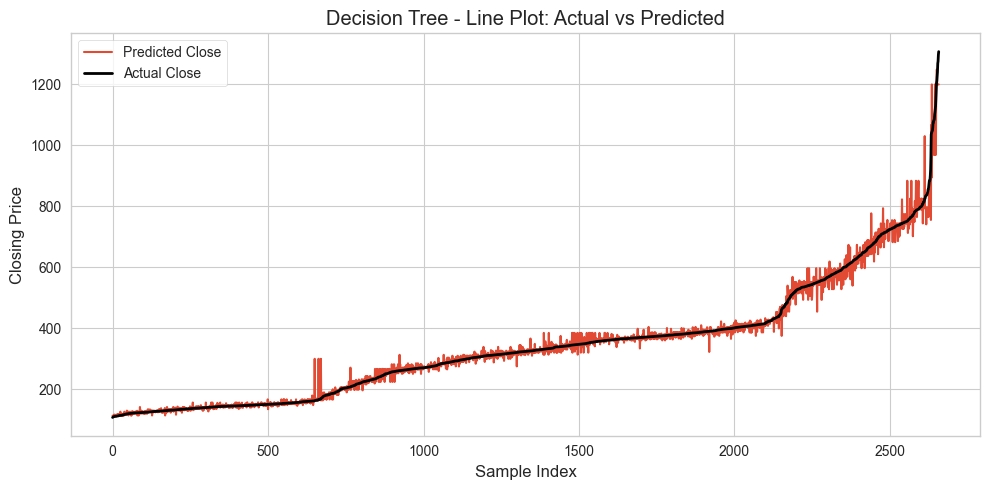 Decision Tree - Line Plot: Actual vs Predicted
Predicted Close
Actual Close
Closing Price
1200
1000
800
600
400
200
0 500 1000 1500 2000 2500
Sample Index